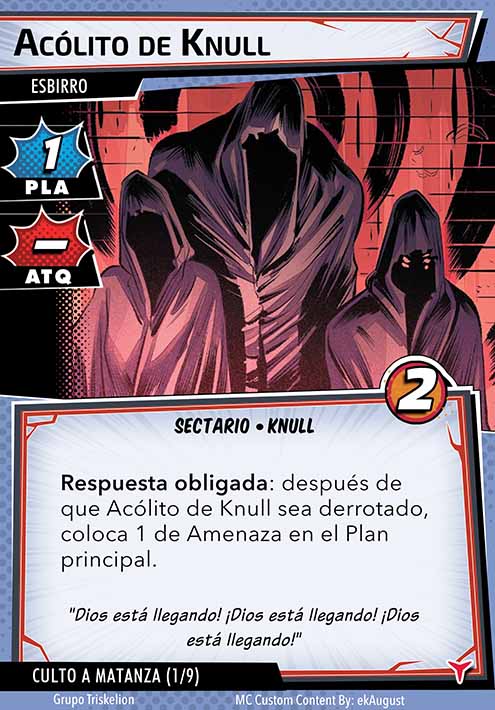 Acólito de Knull
ESBIRRO
1
PLA
–
ATQ
2
SECTARIO • KNULL
Respuesta obligada: después de
que Acólito de Knull sea derrotado,
coloca 1 de Amenaza en el Plan
principal.
"Dios está llegando! ¡Dios está llegando! ¡Dios
está llegando!"
CULTO A MATANZA (1/9)
Grupo Triskelion MC Custom Content By: ekAugust